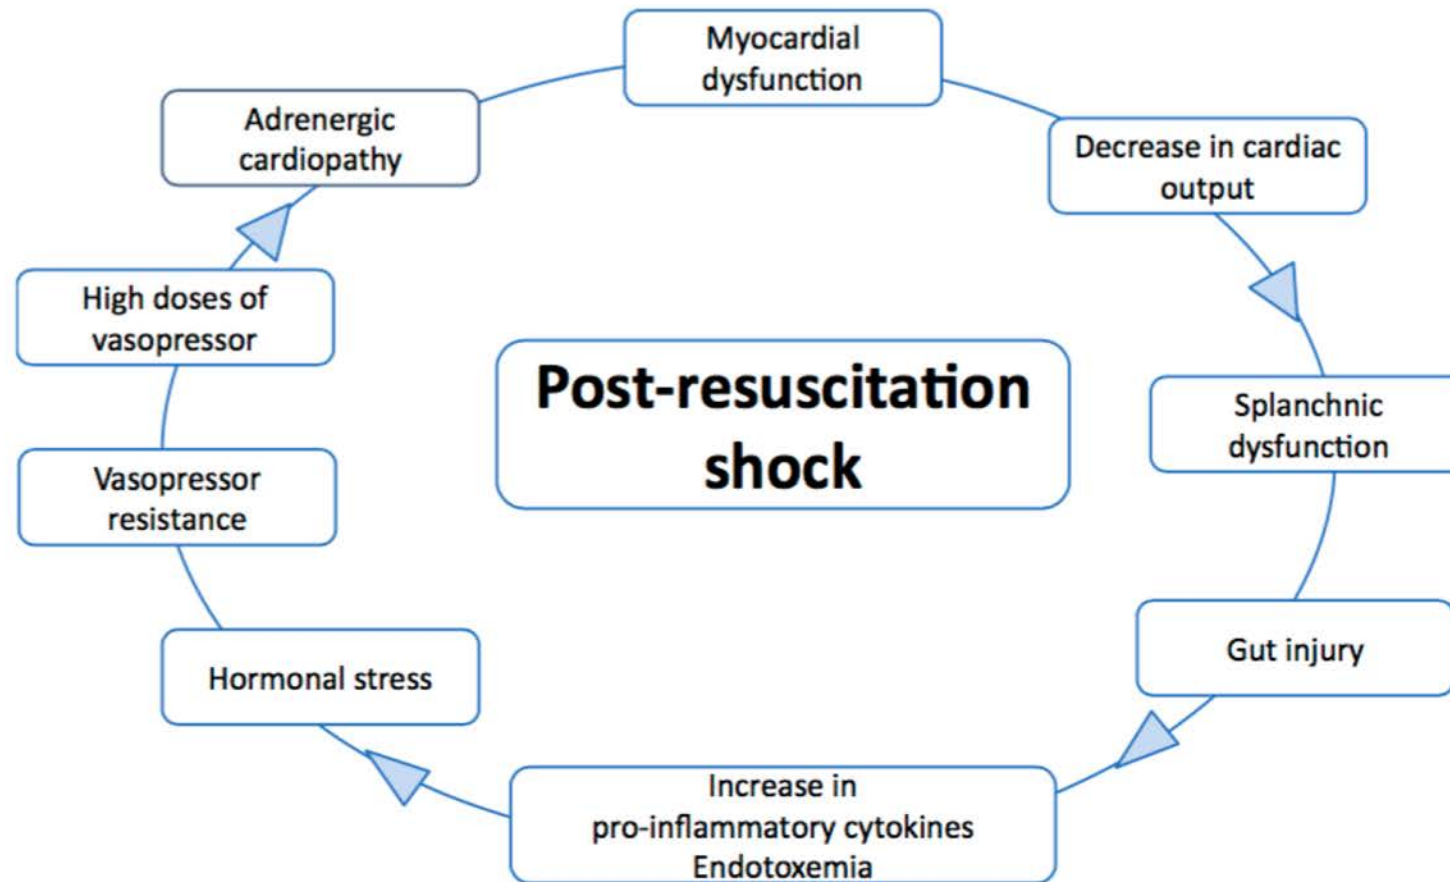 Myocardial
dysfunction
Decrease in cardiac
output
Splanchnic
dysfunction
Gut injury
Increase in
pro-inflammatory cytokines
Endotoxemia
Hormonal stress
Vasopressor
resistance
High doses of
vasopressor
Adrenergic
cardiopathy
Post-resuscitation
shock